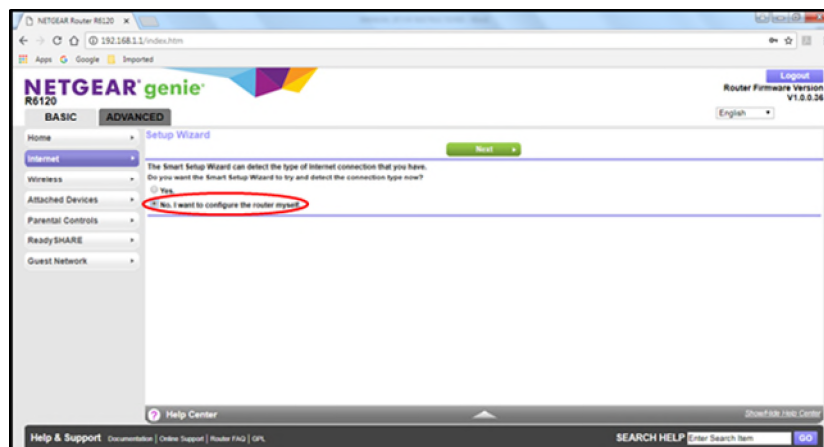 NETGEAR Router R6120
192.168.1.1/index.htm
Apps Google Imported
NETGEAR genie
R6120
Logout
Router Firmware Version
V1.0.0.36
BASIC ADVANCED
English
Home
Internet
Wireless
Attached Devices
Parental Controls
ReadySHARE
Guest Network
Setup Wizard
Next
The Smart Setup Wizard can detect the type of Internet connection that you have.
Do you want the Smart Setup Wizard to try and detect the connection type now?
Yes.
No. I want to configure the router myself.
Help Center
Show/Hide Help Center
Help & Support Documentation | Online Support | Router FAQ | GPL
SEARCH HELP Enter Search Item GO